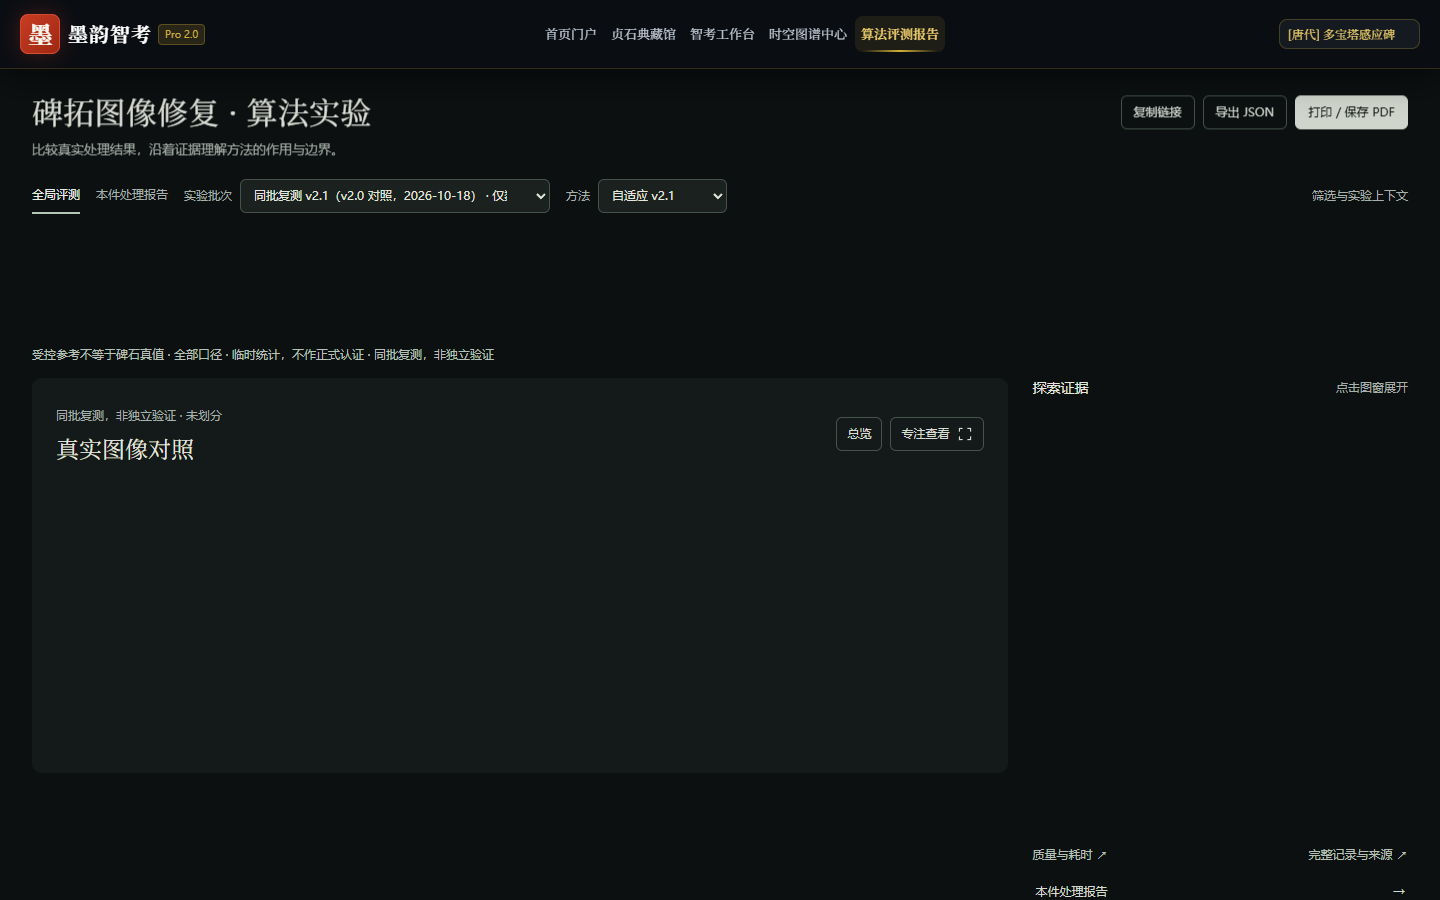 墨 墨韵智考 Pro 2.0 首页门户 贞石典藏馆 智考工作台 时空图谱中心 算法评测报告 [唐代] 多宝塔感应碑
碑拓图像修复 · 算法实验 复制链接 导出 JSON 打印 / 保存 PDF
比较真实处理结果，沿着证据理解方法的作用与边界。
全局评测 本件处理报告 实验批次 同批复测 v2.1（v2.0 对照，2026-10-18） · 仅 方法 自适应 v2.1 筛选与实验上下文
受控参考不等于碑石真值 · 全部口径 · 临时统计，不作正式认证 · 同批复测，非独立验证
同批复测，非独立验证 · 未划分
真实图像对照 总览 专注查看
探索证据 点击图窗展开
质量与耗时 ↗ 完整记录与来源 ↗
本件处理报告 →